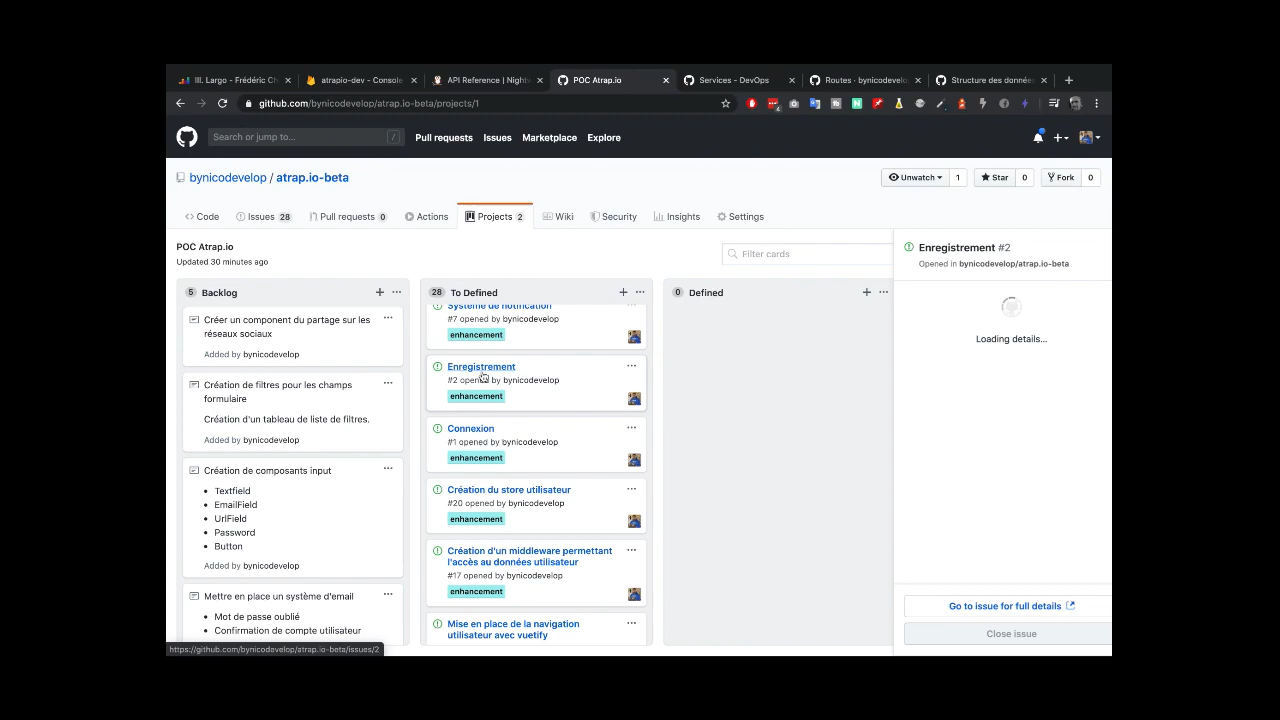 III. Largo - Frédéric Ch
atrapio-dev - Console
API Reference | Night
POC Atrap.io
Services - DevOps
Routes · bynicodevelo
Structure des donnée
github.com/bynicodevelop/atrap.io-beta/projects/1
Search or jump to...
/
Pull requests
Issues
Marketplace
Explore
bynicodevelop / atrap.io-beta
Unwatch
1
Star
0
Fork
0
Code
Issues 28
Pull requests 0
Actions
Projects 2
Wiki
Security
Insights
Settings
POC Atrap.io
Updated 30 minutes ago
Filter cards
5 Backlog
Créer un component du partage sur les
réseaux sociaux
Added by bynicodevelop
Création de filtres pour les champs
formulaire
Création d'un tableau de liste de filtres.
Added by bynicodevelop
Création de composants input
Textfield
EmailField
UrlField
Password
Button
Added by bynicodevelop
Mettre en place un système d'email
Mot de passe oublié
Confirmation de compte utilisateur
28 To Defined
Système de notification
#7 opened by bynicodevelop
enhancement
Enregistrement
#2 opened by bynicodevelop
enhancement
Connexion
#1 opened by bynicodevelop
enhancement
Création du store utilisateur
#20 opened by bynicodevelop
enhancement
Création d'un middleware permettant
l'accès au données utilisateur
#17 opened by bynicodevelop
enhancement
Mise en place de la navigation
utilisateur avec vuetify
0 Defined
Enregistrement #2
Opened in bynicodevelop/atrap.io-beta
Loading details...
Go to issue for full details
Close issue
https://github.com/bynicodevelop/atrap.io-beta/issues/2